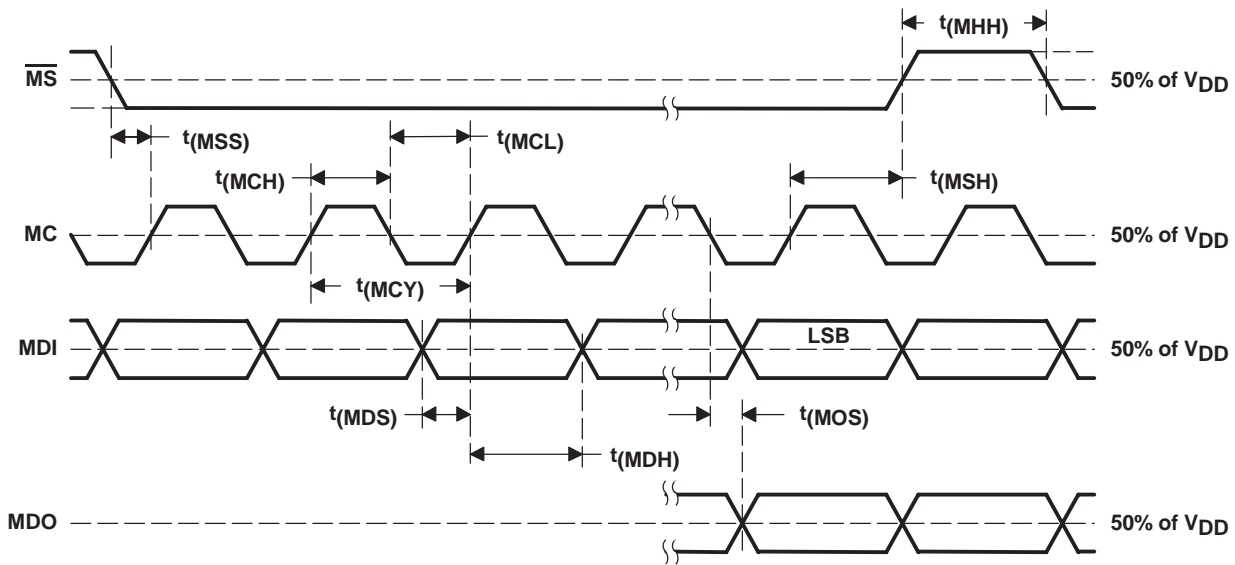 t(MHH)
MS
50% of VDD
t(MSS)
t(MCL)
t(MCH)
t(MSH)
MC
50% of VDD
t(MCY)
MDI
LSB
50% of VDD
t(MDS)
t(MOS)
t(MDH)
MDO
50% of VDD